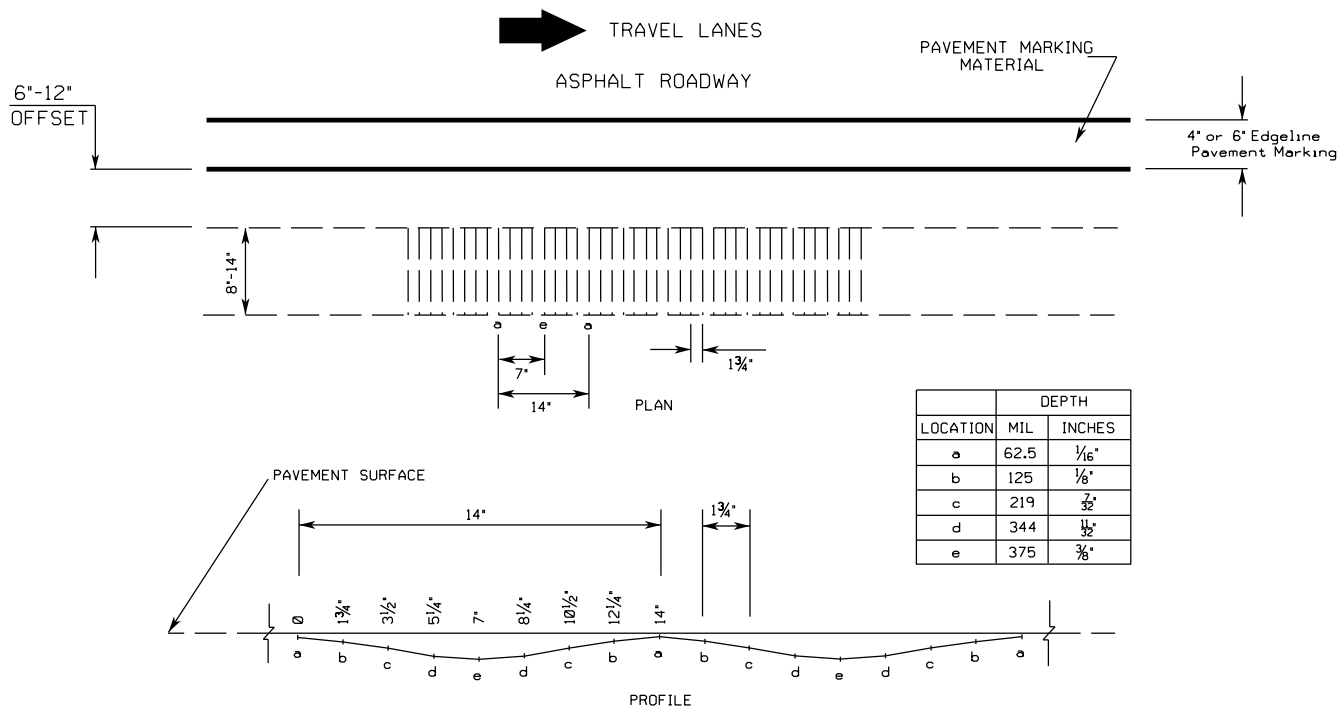 TRAVEL LANES
ASPHALT ROADWAY
PAVEMENT MARKING
MATERIAL
6"-12"
OFFSET
4" or 6" Edgeline
Pavement Marking
8"-14"
a e a
7"
14"
1¾"
PLAN
DEPTH
LOCATION MIL INCHES
a 62.5 1/16"
b 125 1/8"
c 219 7/32"
d 344 11/32"
e 375 3/8"
PAVEMENT SURFACE
14"
1¾"
0 1¾" 3½" 5¼" 7" 8¼" 10½" 12¼" 14"
a b c d e d c b a b c d e d c b a
PROFILE